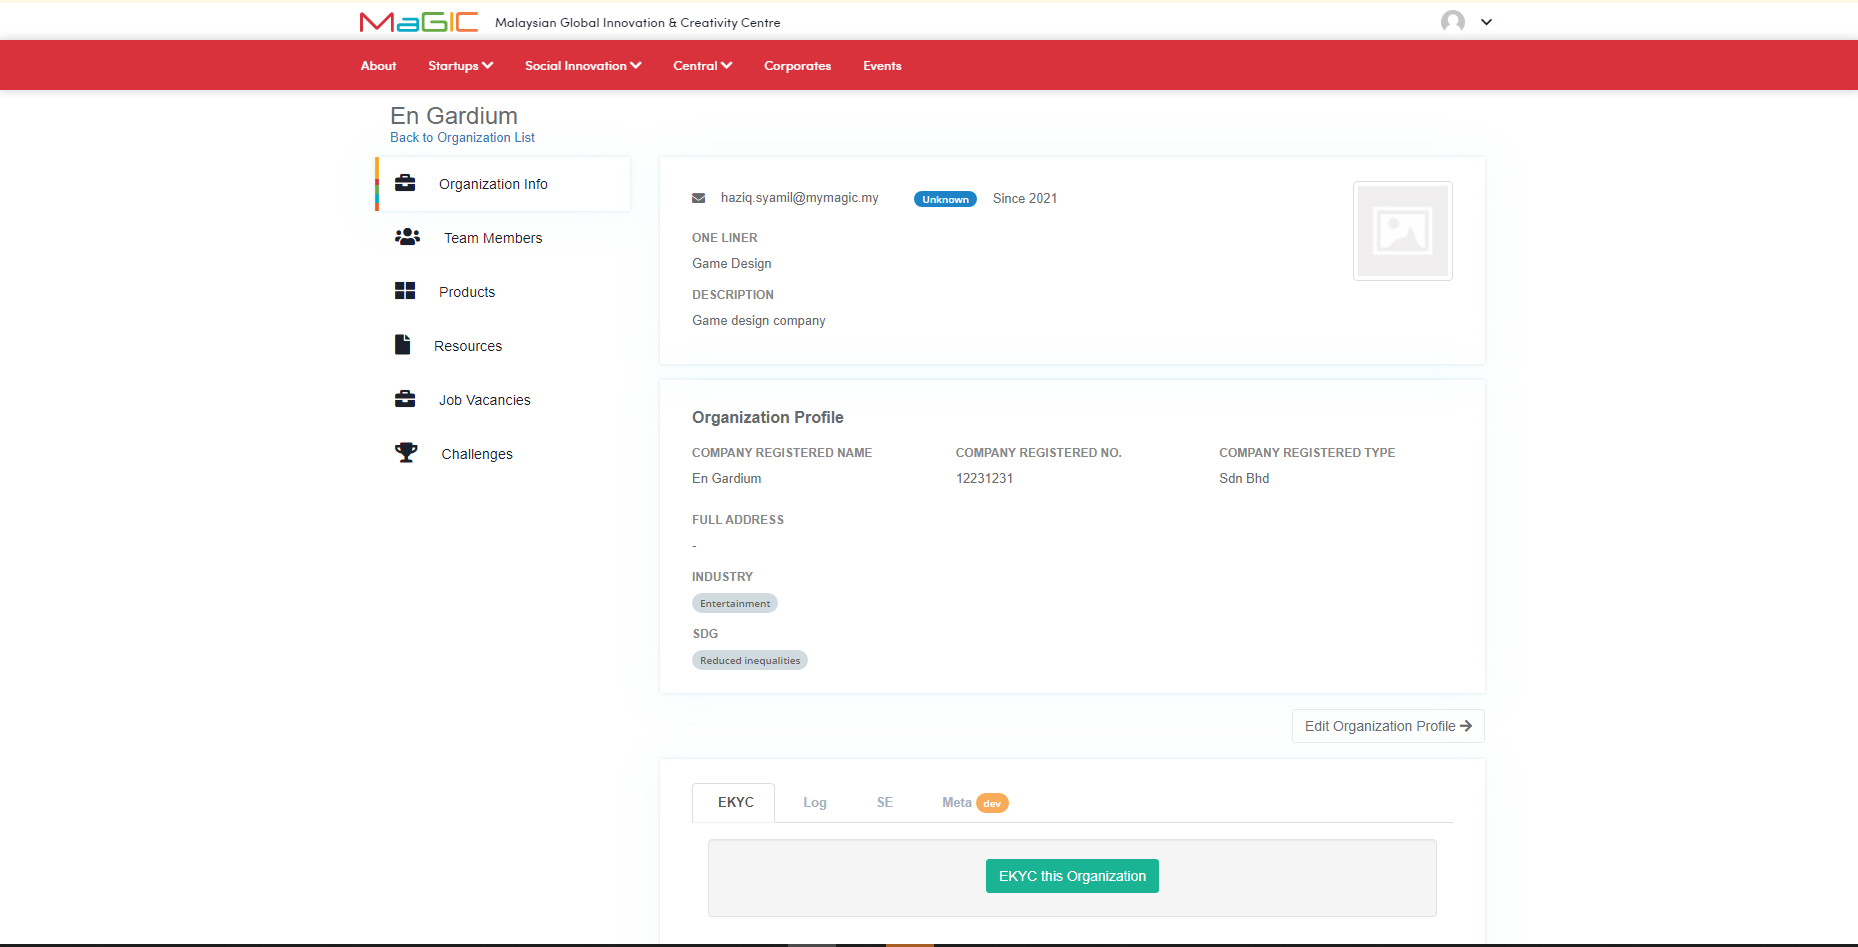 MaGIC Malaysian Global Innovation & Creativity Centre
About Startups Social Innovation Central Corporates Events
En Gardium
Back to Organization List
Organization Info
Team Members
Products
Resources
Job Vacancies
Challenges
haziq.syamil@mymagic.my Unknown Since 2021
ONE LINER
Game Design
DESCRIPTION
Game design company
Organization Profile
COMPANY REGISTERED NAME COMPANY REGISTERED NO. COMPANY REGISTERED TYPE
En Gardium 12231231 Sdn Bhd
FULL ADDRESS
-
INDUSTRY
Entertainment
SDG
Reduced inequalities
Edit Organization Profile
EKYC Log SE Meta dev
EKYC this Organization